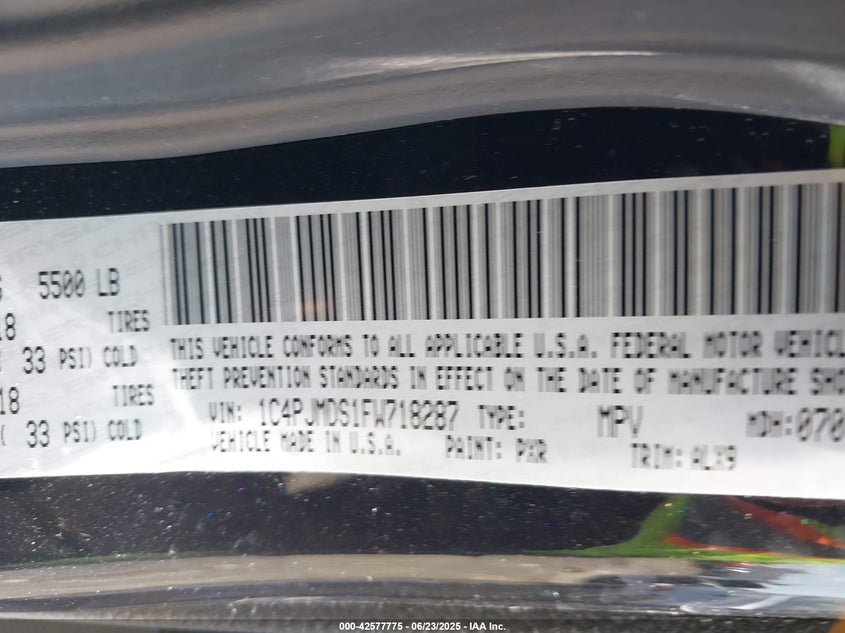 5500 LB
18 TIRES
33 PSI) COLD
18 TIRES
( 33 PSI) COLD
THIS VEHICLE CONFORMS TO ALL APPLICABLE U.S.A. FEDERAL MOTOR VEHICL
THEFT PREVENTION STANDARDS IN EFFECT ON THE DATE OF MANUFACTURE SHO
VIN: 1C4PJMDS1FW718287 TYPE: MPV MDH:070
VEHICLE MADE IN U.S.A. PAINT: PXR TRIM: ALX9
000-42577775 - 06/23/2025 - IAA Inc.